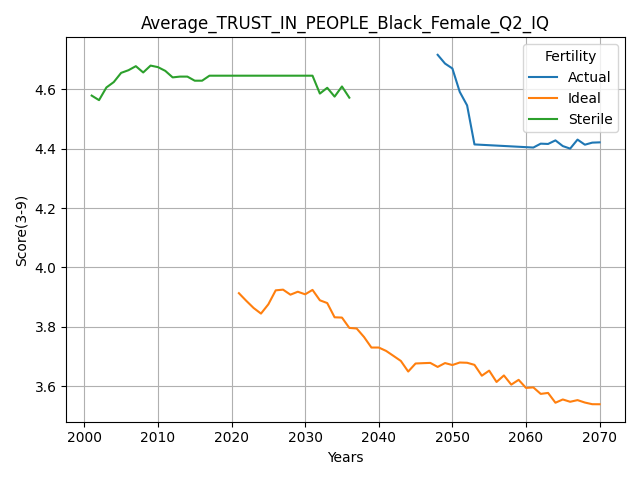 Average_TRUST_IN_PEOPLE_Black_Female_Q2_IQ
Fertility
Actual
Ideal
Sterile
Score(3-9)
4.6
4.4
4.2
4.0
3.8
3.6
2000 2010 2020 2030 2040 2050 2060 2070
Years